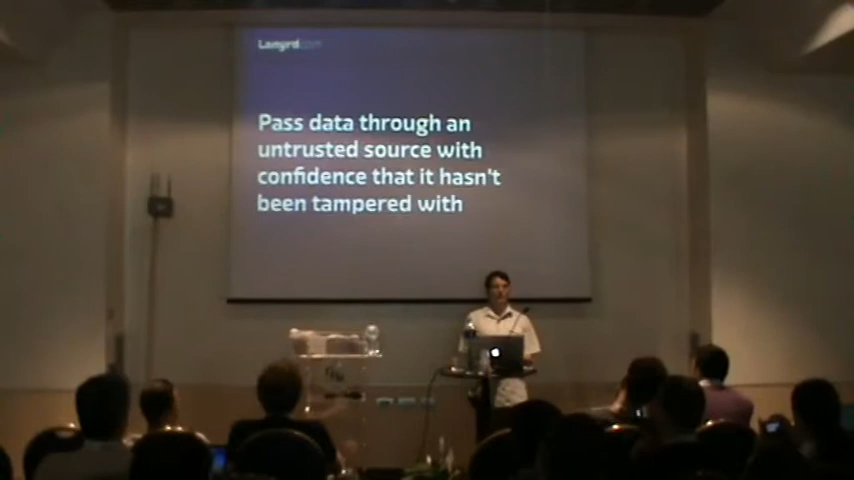 Lanyrd.com
Pass data through an
untrusted source with
confidence that it hasn't
been tampered with